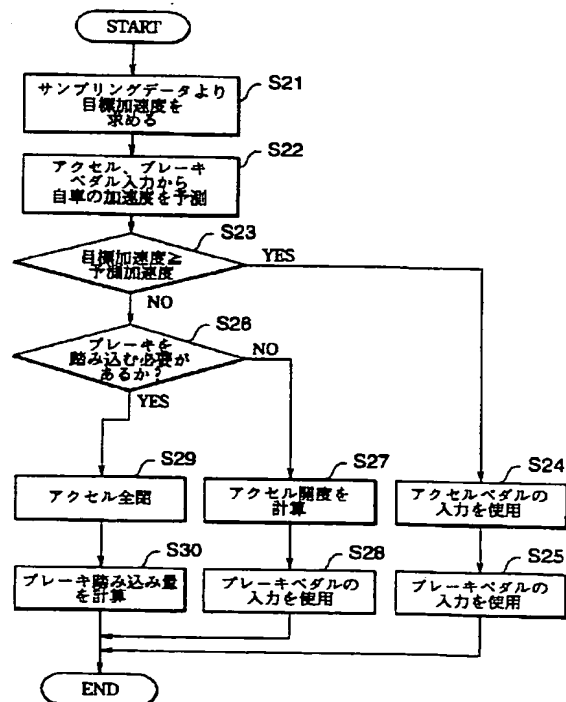 START
S21
サンプリングデータより
目標加速度を
求める
S22
アクセル、ブレーキ
ペダル入力から
自車の加速度を予測
S23
目標加速度≧
予測加速度
YES
NO
S26
ブレーキを
踏み込む必要が
あるか?
NO
YES
S29
アクセル全閉
S27
アクセル開度を
計算
S24
アクセルペダルの
入力を使用
S30
ブレーキ踏み込み量
を計算
S28
ブレーキペダルの
入力を使用
S25
ブレーキペダルの
入力を使用
END